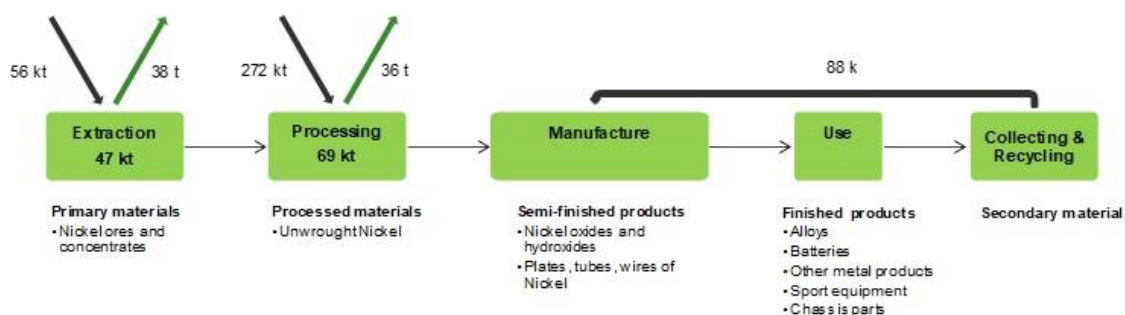 56 kt
38 t
272 kt
36 t
88 k
Extraction
47 kt
Processing
69 kt
Manufacture
Use
Collecting &
Recycling
Primary materials
▪ Nickel ores and
concentrates
Processed materials
▪ Unwrought Nickel
Semi-finished products
▪ Nickel oxides and
hydroxides
▪ Plates, tubes, wires of
Nickel
Finished products
▪ Alloys
▪ Batteries
▪ Other metal products
▪ Sport equipment
▪ Chassis parts
Secondary material